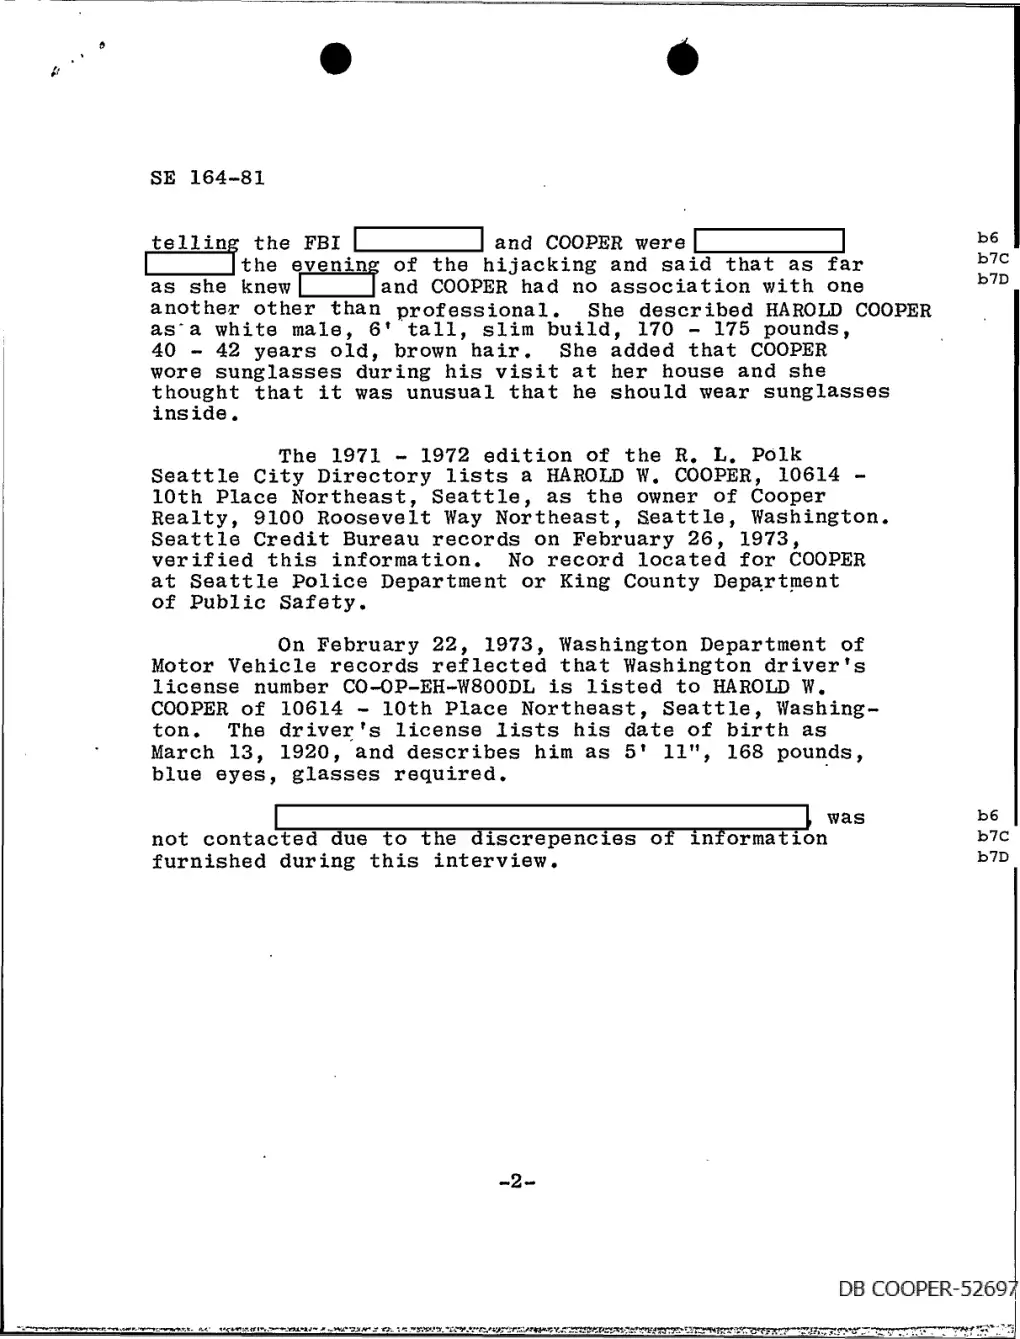 SE 164-81
telling the FBI and COOPER were b6
the evening of the hijacking and said that as far b7C
as she knew and COOPER had no association with one b7D
another other than professional. She described HAROLD COOPER
as a white male, 6' tall, slim build, 170 - 175 pounds,
40 - 42 years old, brown hair. She added that COOPER
wore sunglasses during his visit at her house and she
thought that it was unusual that he should wear sunglasses
inside.
The 1971 - 1972 edition of the R. L. Polk
Seattle City Directory lists a HAROLD W. COOPER, 10614 -
10th Place Northeast, Seattle, as the owner of Cooper
Realty, 9100 Roosevelt Way Northeast, Seattle, Washington.
Seattle Credit Bureau records on February 26, 1973,
verified this information. No record located for COOPER
at Seattle Police Department or King County Department
of Public Safety.
On February 22, 1973, Washington Department of
Motor Vehicle records reflected that Washington driver's
license number CO-OP-EH-W800DL is listed to HAROLD W.
COOPER of 10614 - 10th Place Northeast, Seattle, Washing-
ton. The driver's license lists his date of birth as
March 13, 1920, and describes him as 5' 11", 168 pounds,
blue eyes, glasses required.
, was b6
not contacted due to the discrepencies of information b7C
furnished during this interview. b7D
-2-
DB COOPER-52697